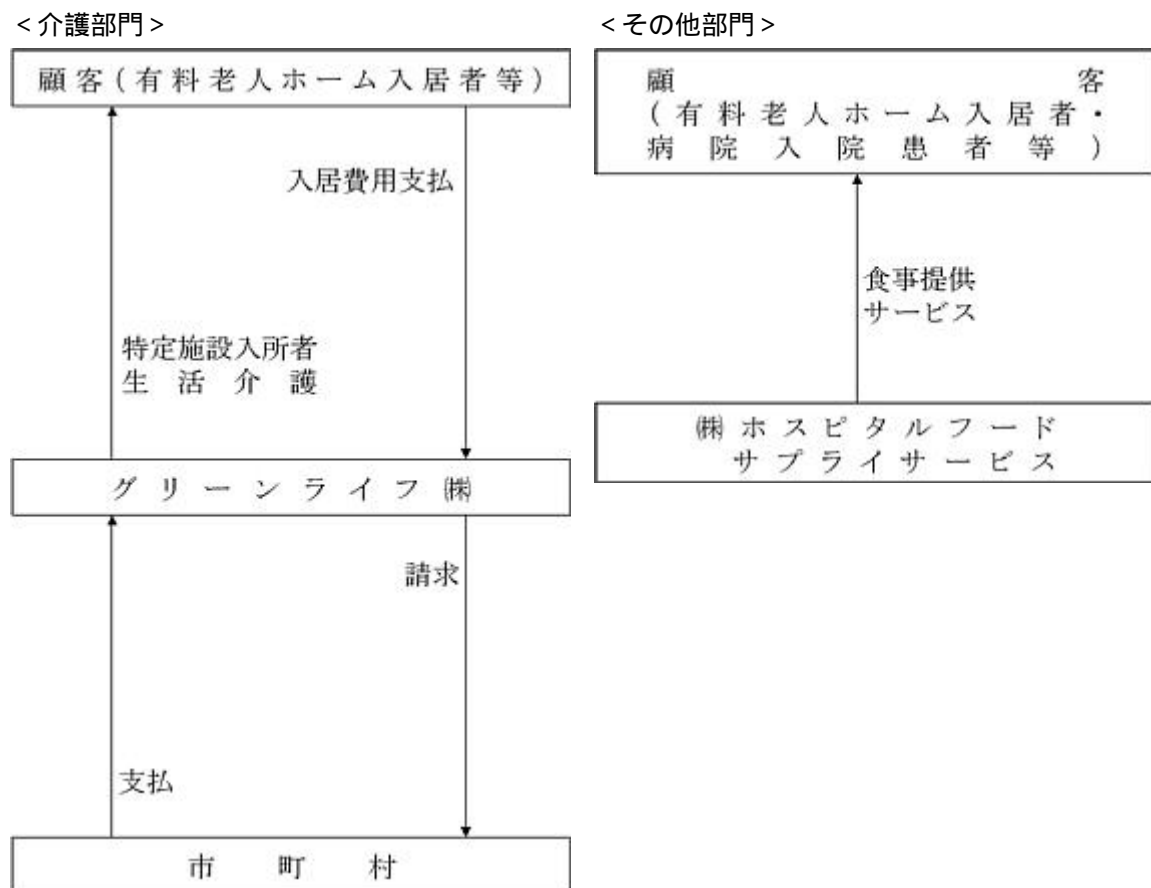 <介護部門>
顧客(有料老人ホーム入居者等)
入居費用支払
特定施設入所者
生活介護
グリーンライフ㈱
請求
支払
市町村
<その他部門>
顧客
(有料老人ホーム入居者・
病院入院患者等)
食事提供
サービス
㈱ホスピタルフード
サプライサービス